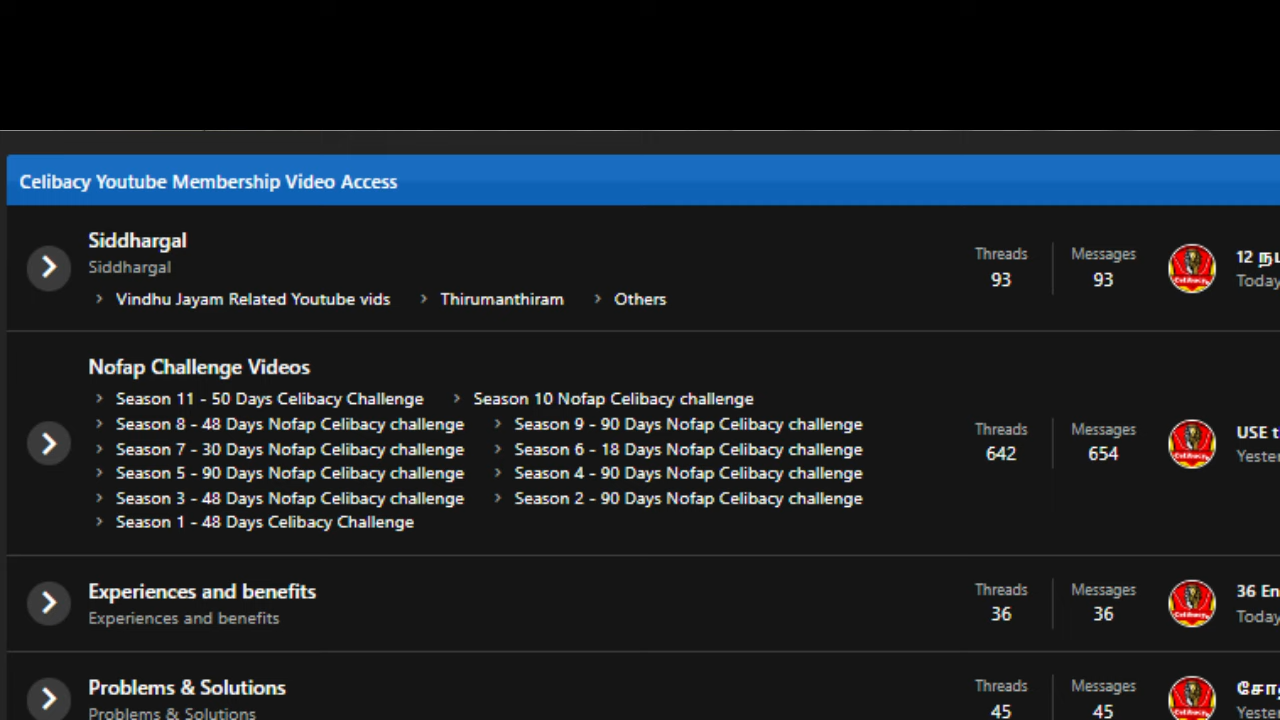 Celibacy Youtube Membership Video Access
Siddhargal
Siddhargal
Vindhu Jayam Related Youtube vids Thirumanthiram Others
Threads Messages
93 93
12
Today
Nofap Challenge Videos
Season 11 - 50 Days Celibacy Challenge Season 10 Nofap Celibacy challenge
Season 8 - 48 Days Nofap Celibacy challenge Season 9 - 90 Days Nofap Celibacy challenge
Season 7 - 30 Days Nofap Celibacy challenge Season 6 - 18 Days Nofap Celibacy challenge
Season 5 - 90 Days Nofap Celibacy challenge Season 4 - 90 Days Nofap Celibacy challenge
Season 3 - 48 Days Nofap Celibacy challenge Season 2 - 90 Days Nofap Celibacy challenge
Season 1 - 48 Days Celibacy Challenge
Threads Messages
642 654
USE t
Yester
Experiences and benefits
Experiences and benefits
Threads Messages
36 36
36 En
Today
Problems & Solutions
Problems & Solutions
Threads Messages
45 45
Yester